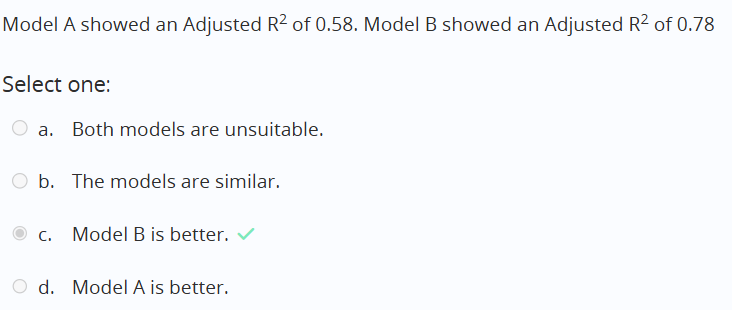 Model A showed an Adjusted R² of 0.58. Model B showed an Adjusted R² of 0.78
Select one:
a. Both models are unsuitable.
b. The models are similar.
c. Model B is better.
d. Model A is better.